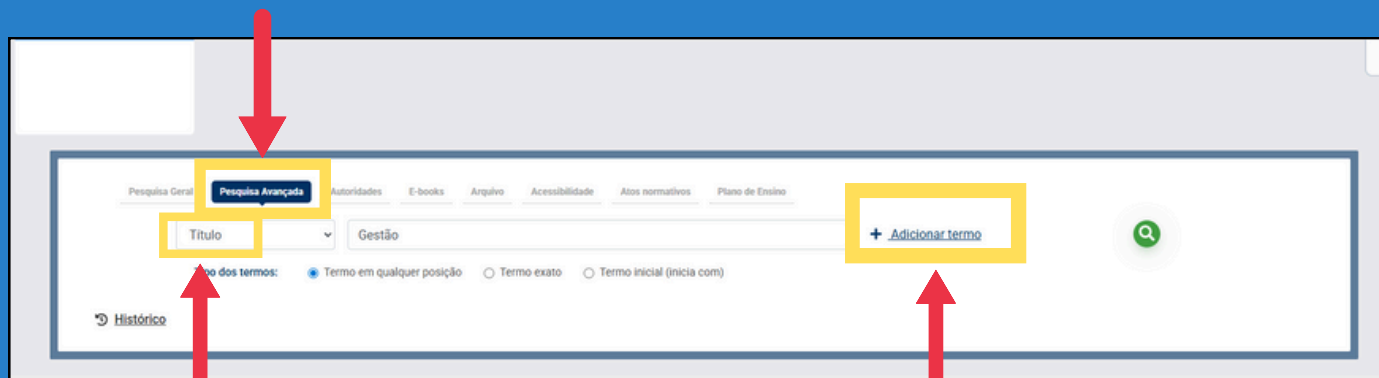 Pesquisa Geral Pesquisa Avançada Autoridades E-books Arquivo Acessibilidade Atos normativos Plano de Ensino
Título Gestão + Adicionar termo
Tipo dos termos: Termo em qualquer posição Termo exato Termo inicial (inicia com)
Histórico